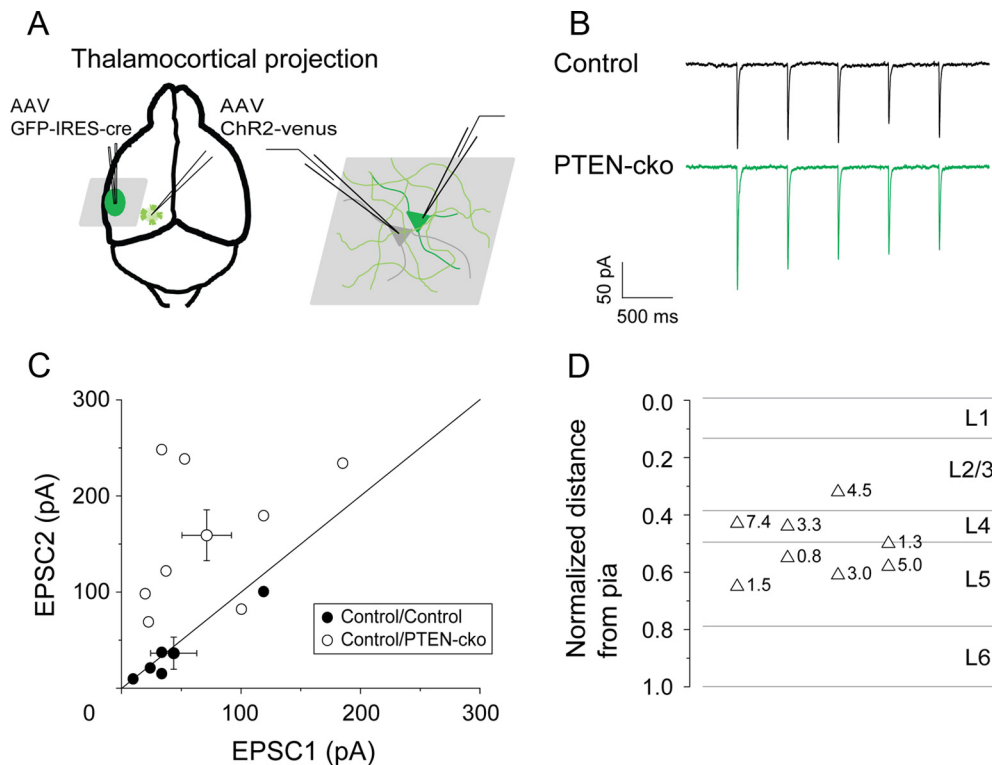 A
Thalamocortical projection
AAV
GFP-IRES-cre
AAV
ChR2-venus
B
Control
PTEN-cko
50 pA
500 ms
C
300
200
100
0
100
200
300
EPSC2 (pA)
EPSC1 (pA)
Control/Control
Control/PTEN-cko
D
Normalized distance
from pia
0.0
0.2
0.4
0.6
0.8
1.0
L1
L2/3
L4
L5
L6
4.5
7.4
3.3
1.3
0.8
5.0
3.0
1.5